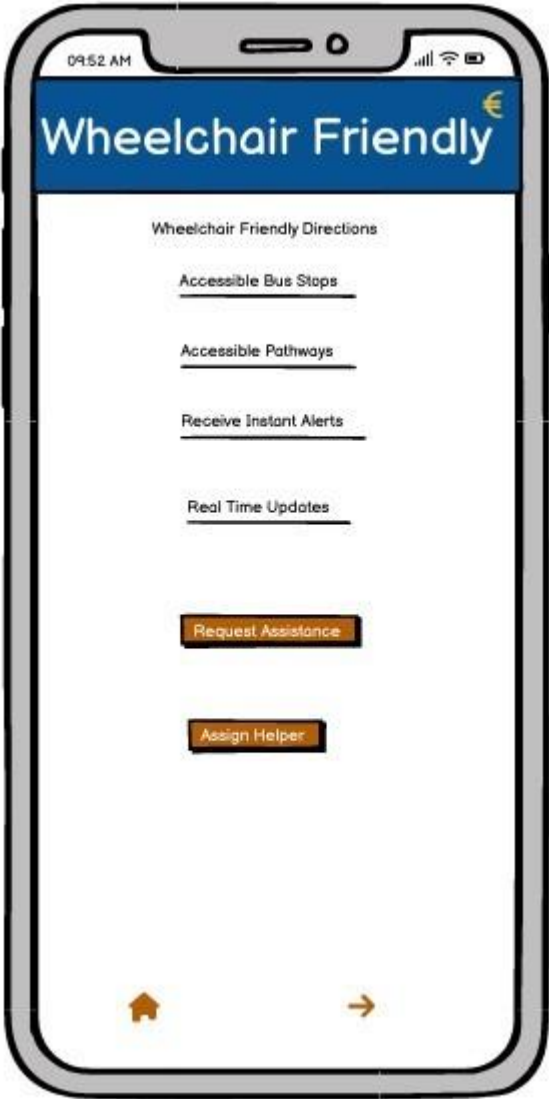 09:52 AM
€
Wheelchair Friendly
Wheelchair Friendly Directions
Accessible Bus Stops
Accessible Pathways
Receive Instant Alerts
Real Time Updates
Request Assistance
Assign Helper